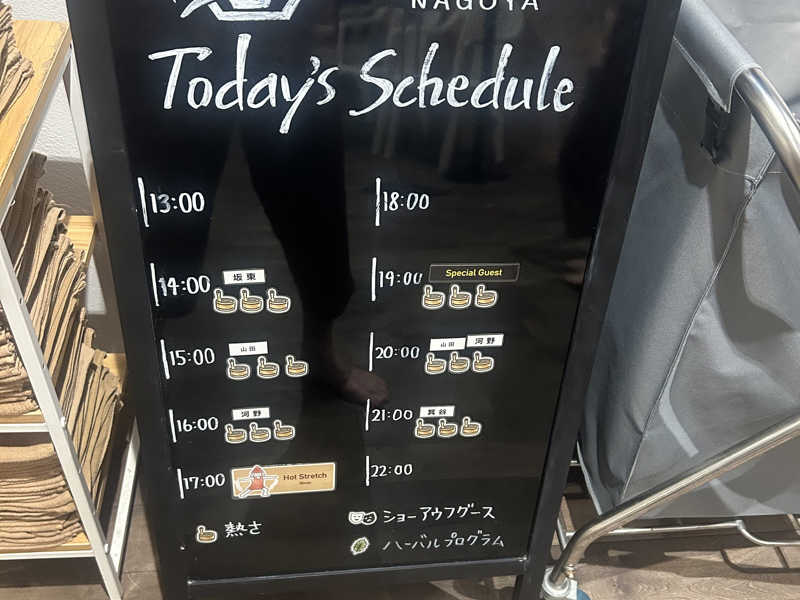 NAGOYA
Today's Schedule
13:00
14:00 坂東
15:00 山田
16:00 河野
17:00 Hot Stretch
熱さ
18:00
19:00 Special Guest
20:00 山田 河野
21:00 箕谷
22:00
ショーアウフグース
ハーバルプログラム